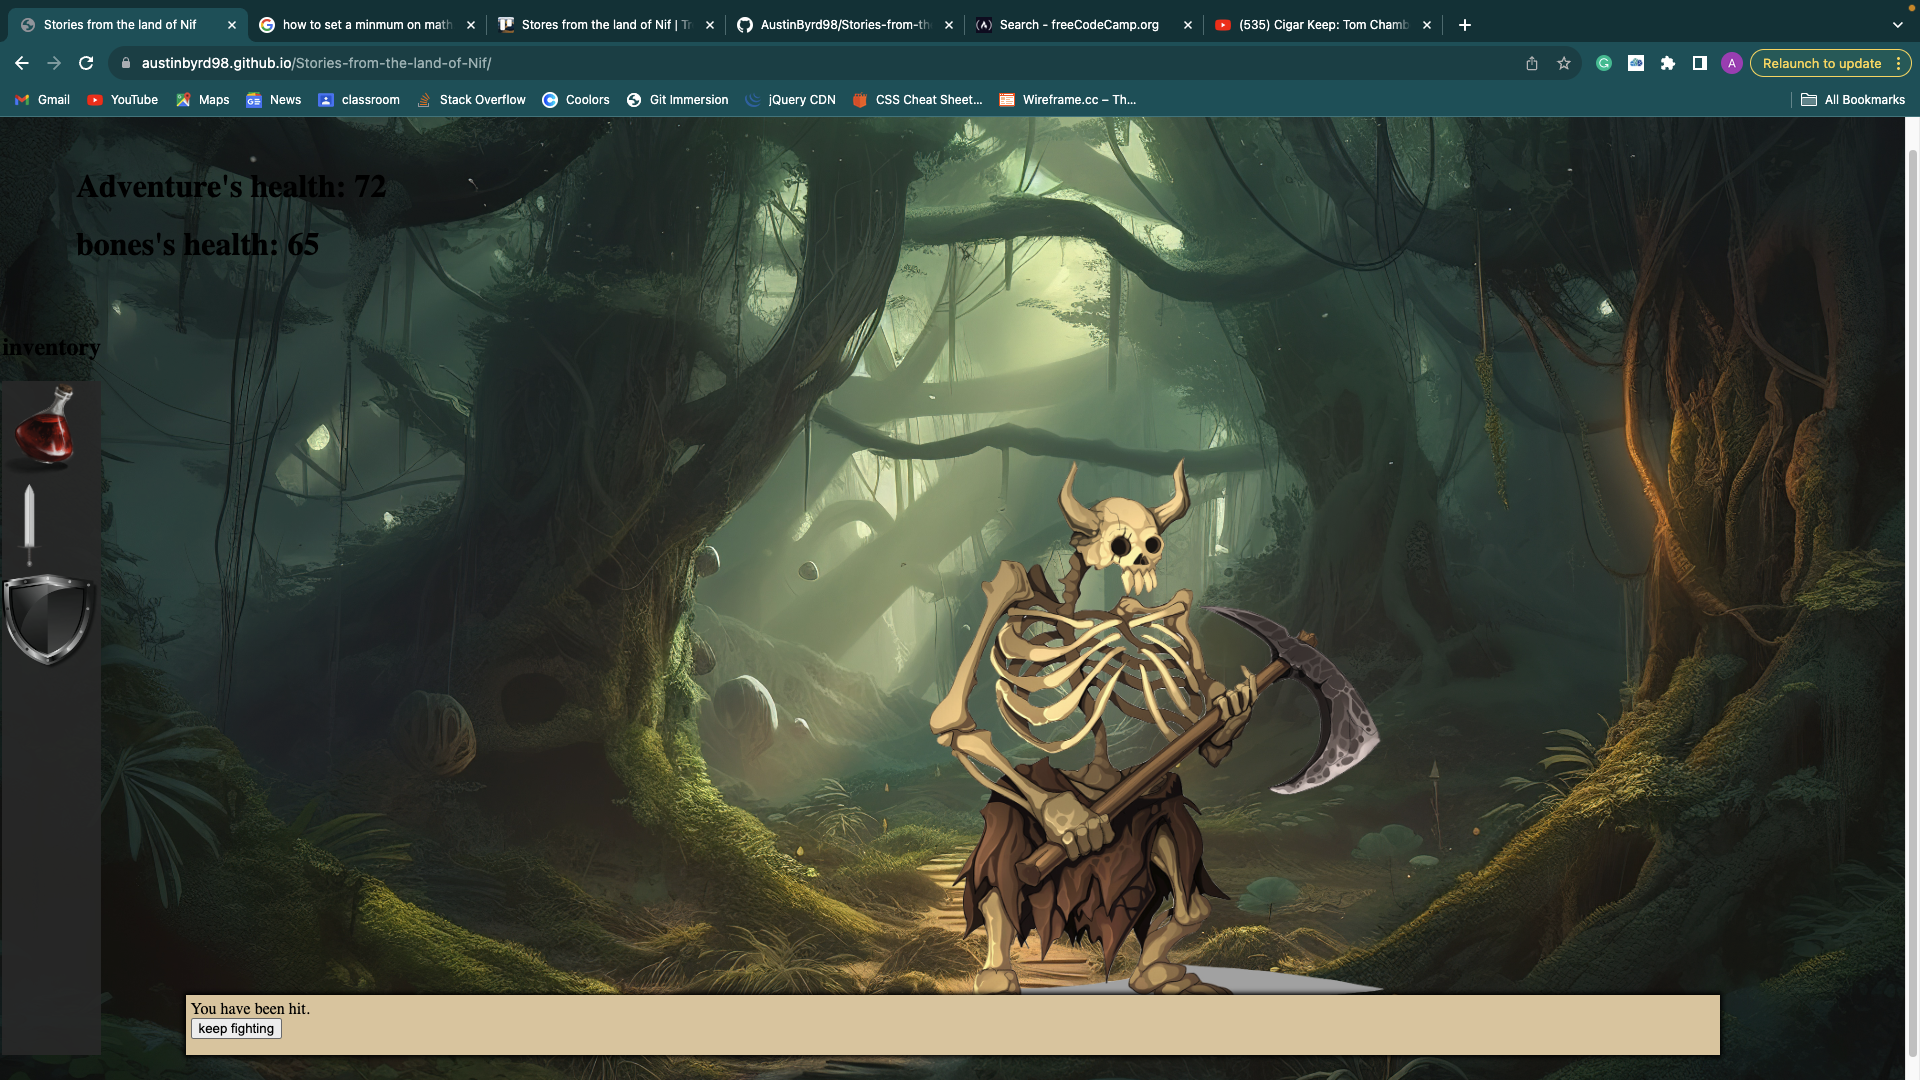 Stories from the land of Nif
how to set a minmum on math
Stores from the land of Nif | Tr
AustinByrd98/Stories-from-the
Search - freeCodeCamp.org
(535) Cigar Keep: Tom Chamb
austinbyrd98.github.io/Stories-from-the-land-of-Nif/
A
Relaunch to update
Gmail
YouTube
Maps
News
classroom
Stack Overflow
Coolors
Git Immersion
jQuery CDN
CSS Cheat Sheet...
Wireframe.cc – Th...
All Bookmarks
Adventure's health: 72
bones's health: 65
inventory
You have been hit.
keep fighting